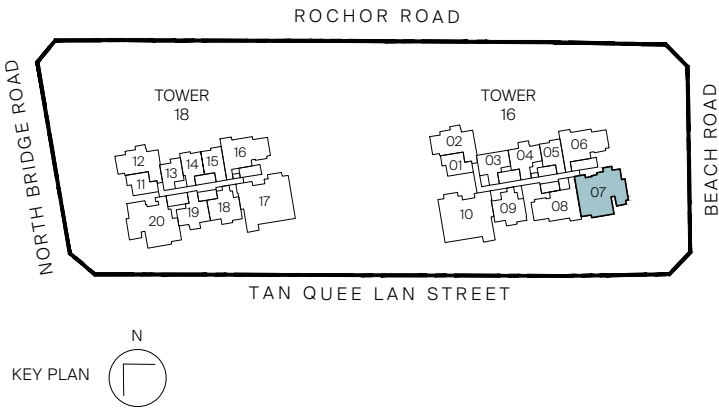 ROCHOR ROAD
NORTH BRIDGE ROAD
TOWER
18
TOWER
16
BEACH ROAD
12
11
13
14
15
16
20
19
18
17
02
01
03
04
05
06
10
09
08
07
TAN QUEE LAN STREET
N
KEY PLAN